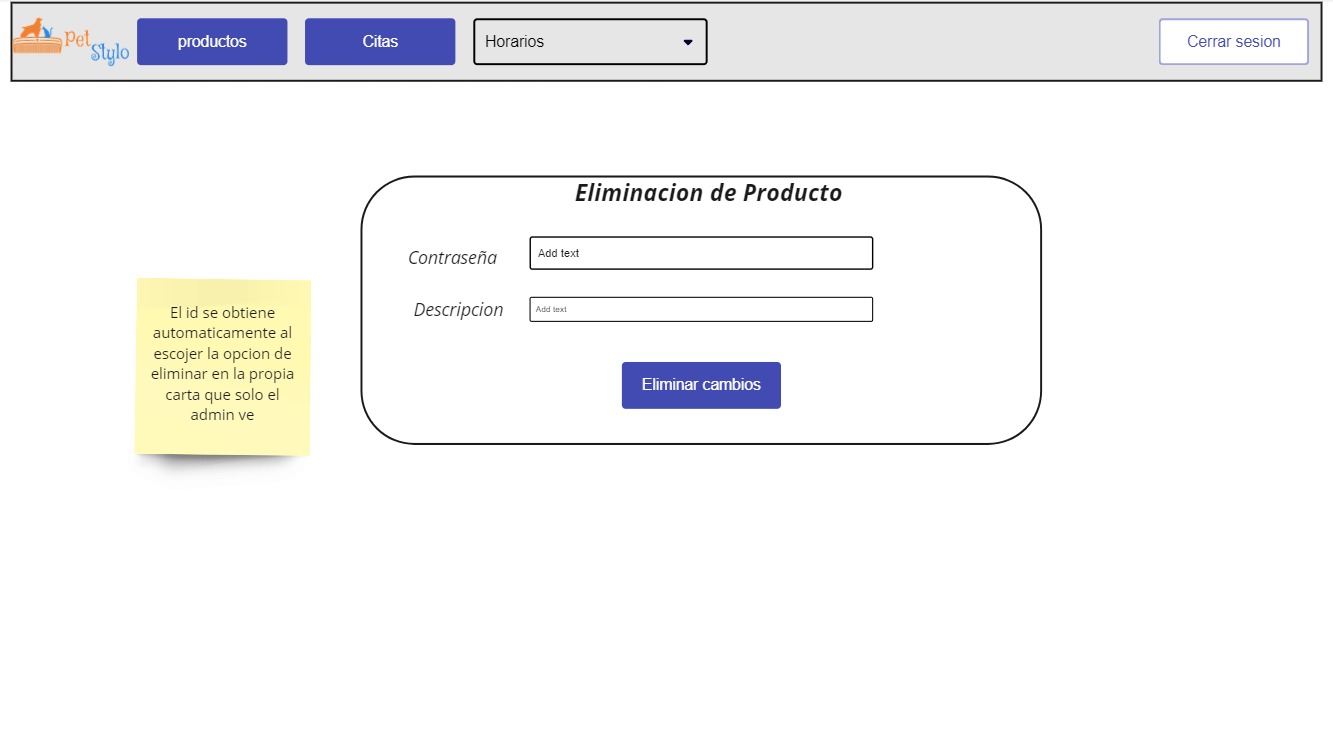 pet
Stylo
productos
Citas
Horarios
Cerrar sesion
Eliminacion de Producto
Contraseña
Add text
Descripcion
Add text
Eliminar cambios
El id se obtiene
automaticamente al
escojer la opcion de
eliminar en la propia
carta que solo el
admin ve